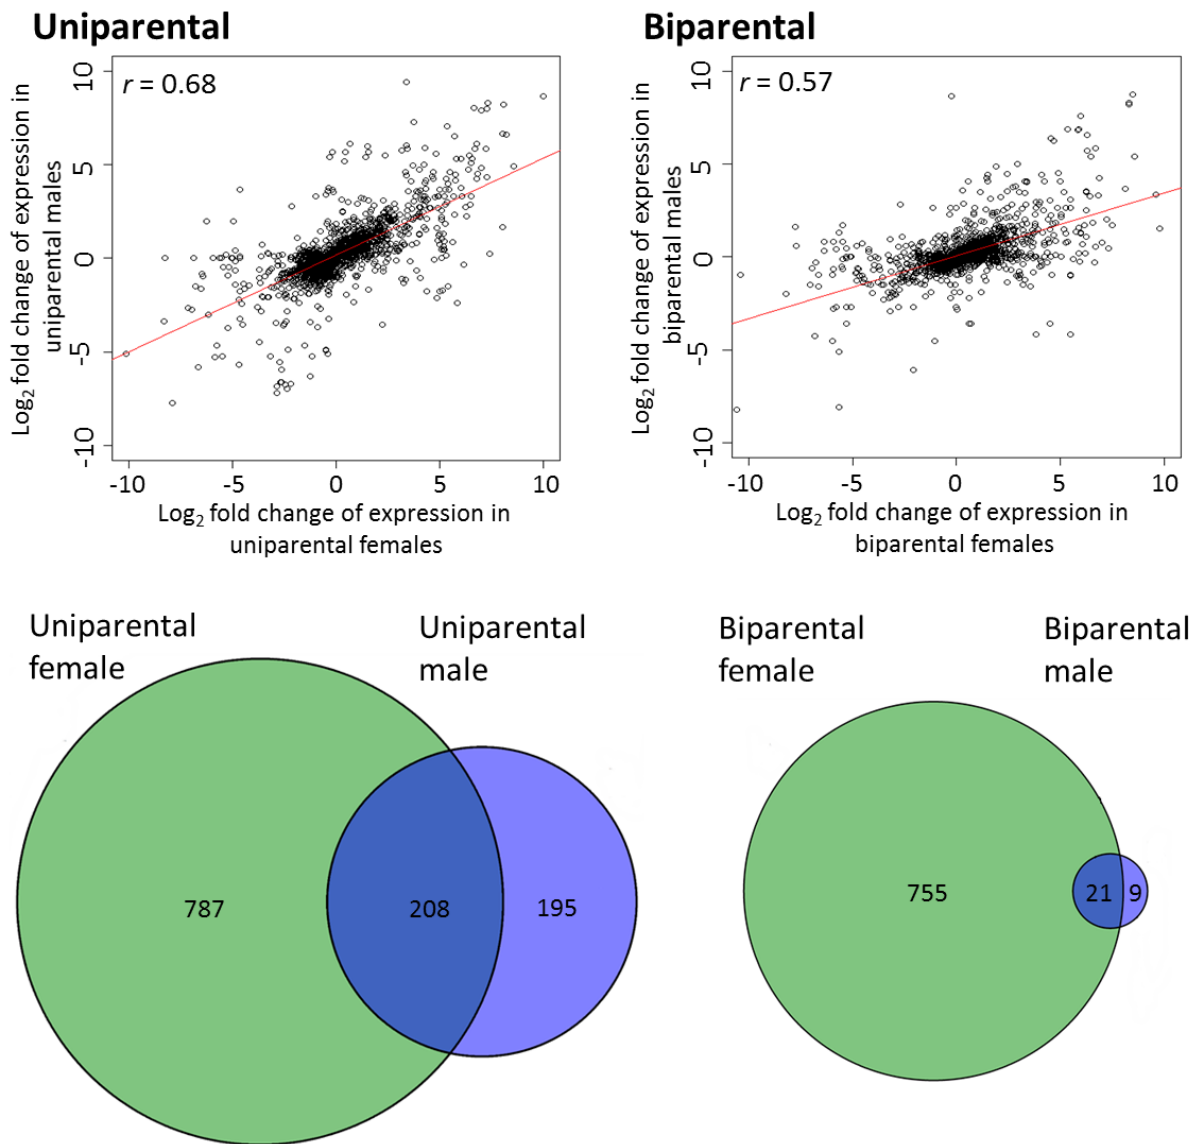 Uniparental
r = 0.68
10
5
0
-5
-10
Log2 fold change of expression in
uniparental males
-10 -5 0 5 10
Log2 fold change of expression in
uniparental females
Biparental
r = 0.57
10
5
0
-5
-10
Log2 fold change of expression in
biparental males
-10 -5 0 5 10
Log2 fold change of expression in
biparental females
Uniparental
female
Uniparental
male
787 208 195
Biparental
female
Biparental
male
755 21 9